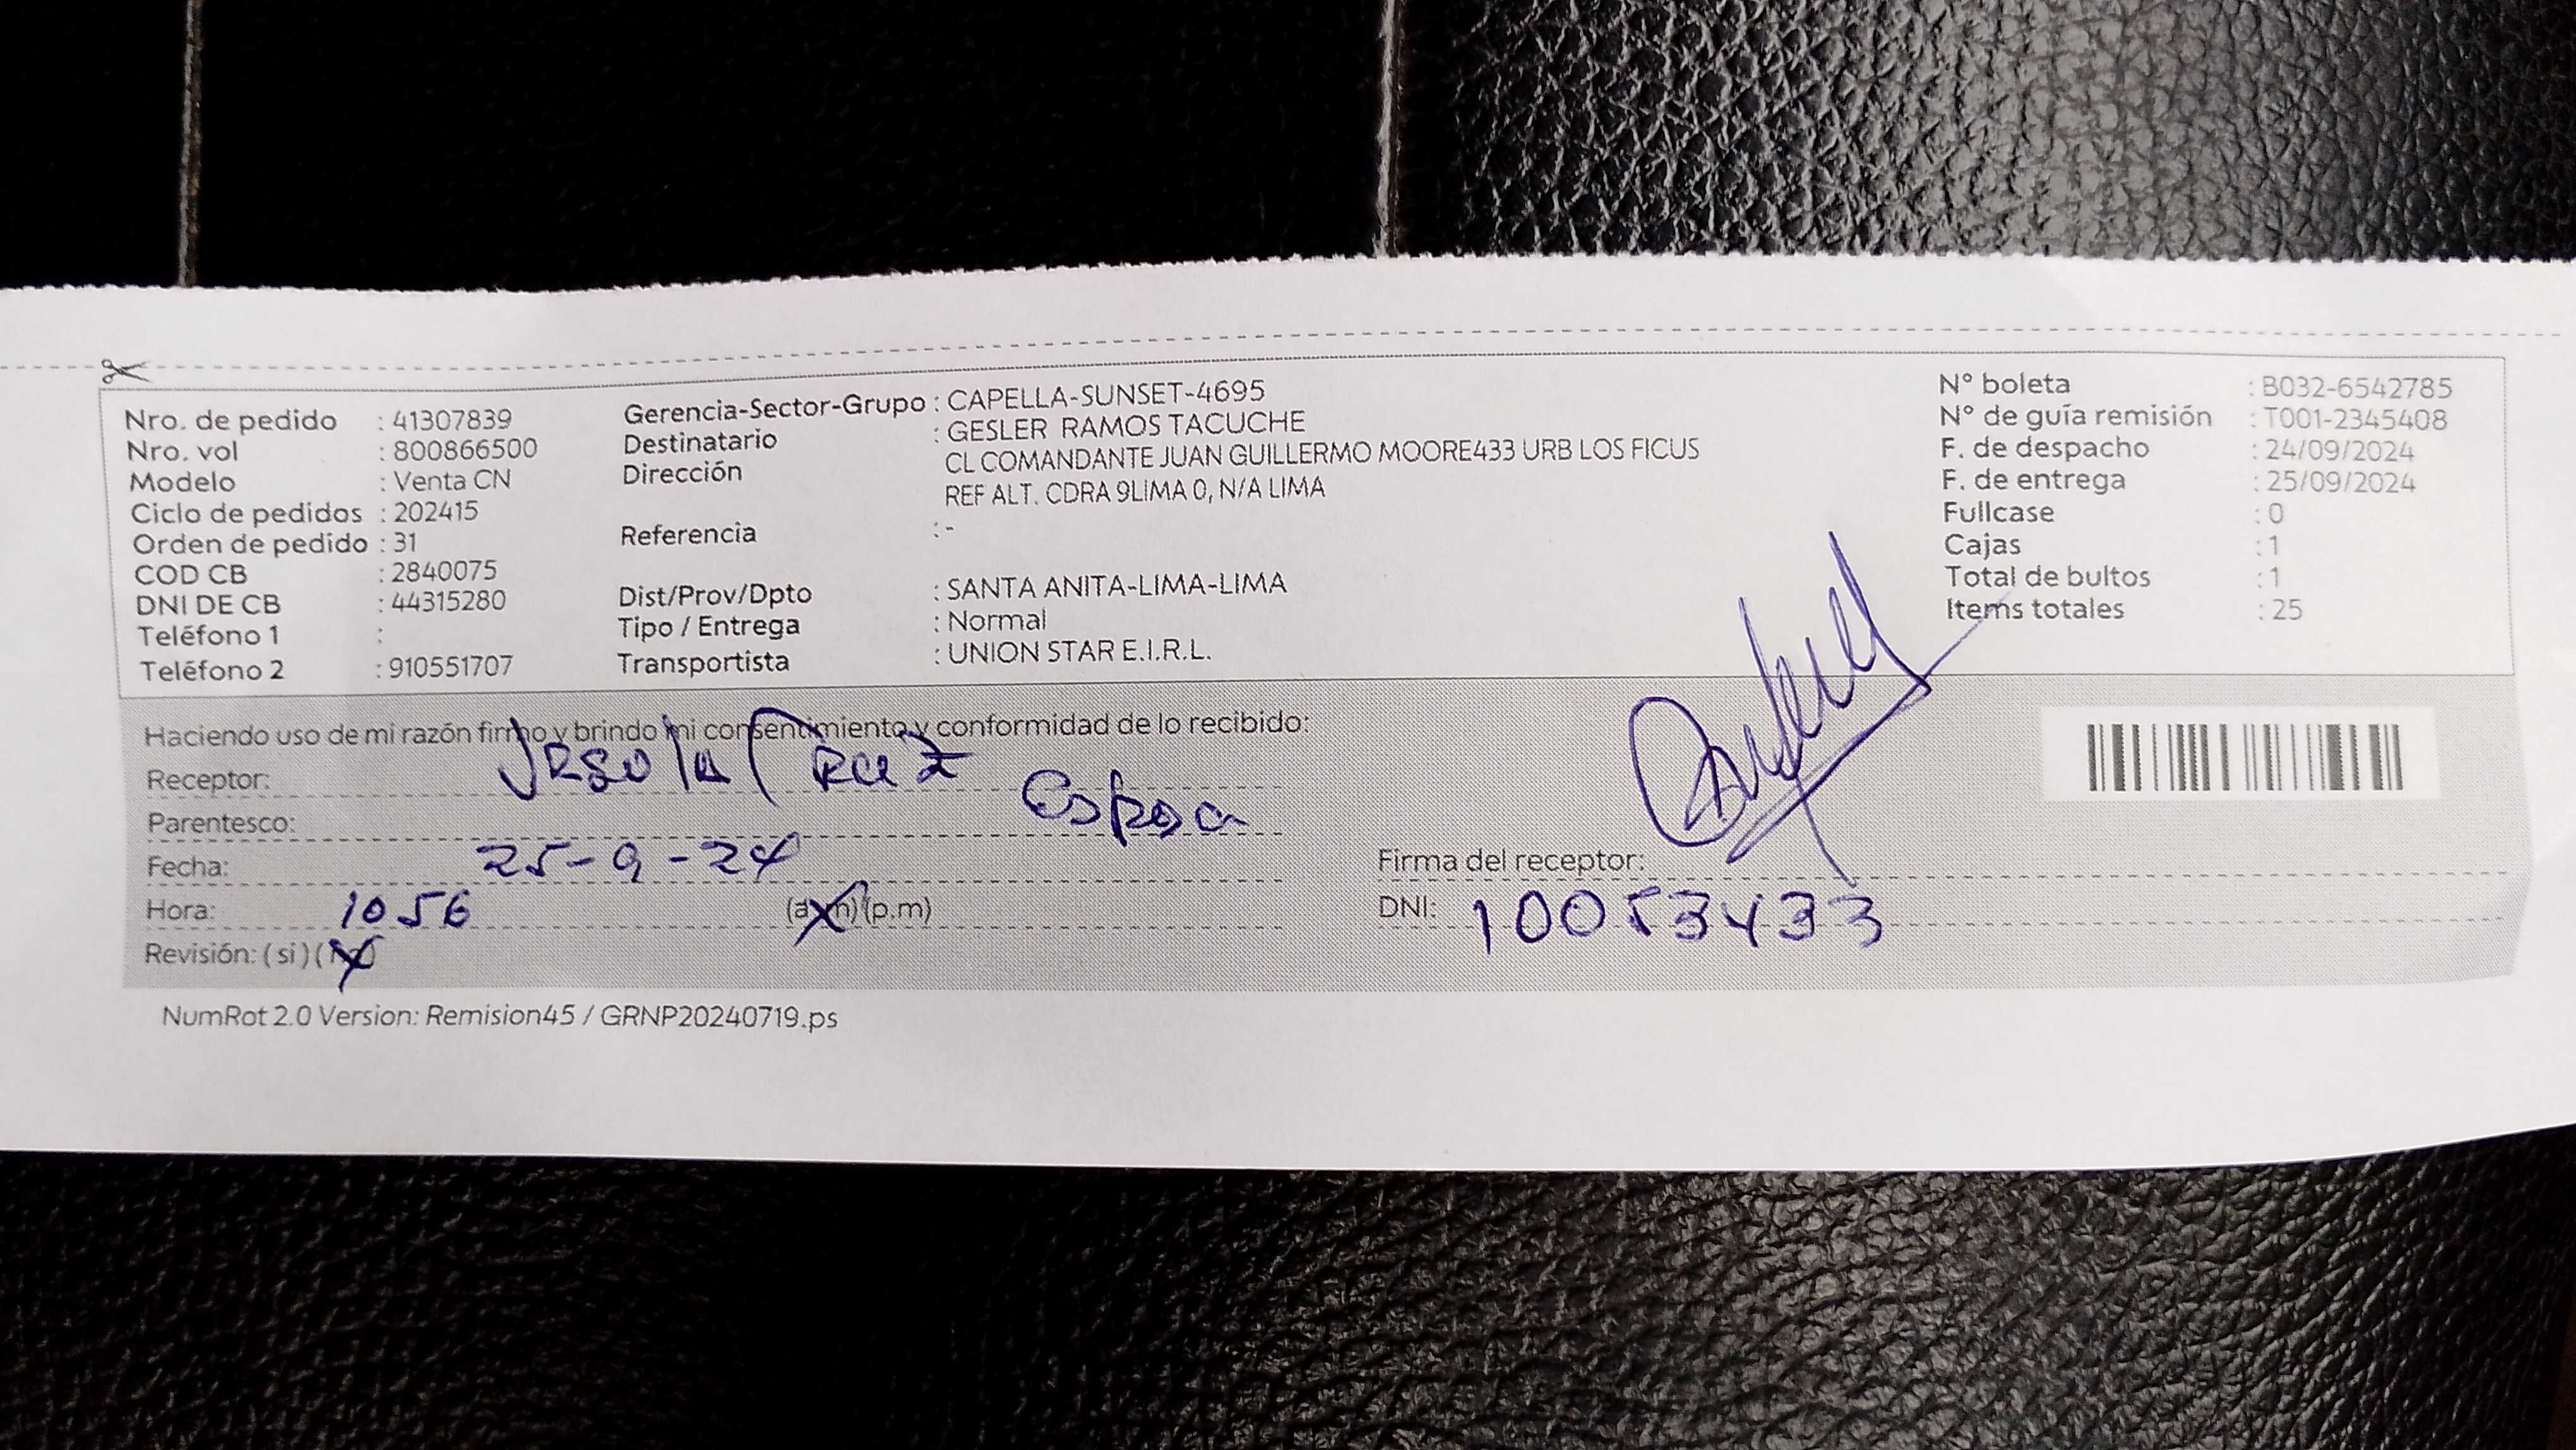 Nro. de pedido : 41307839
Nro. vol : 800866500
Modelo : Venta CN
Ciclo de pedidos : 202415
Orden de pedido : 31
COD CB : 2840075
DNI DE CB : 44315280
Teléfono 1 :
Teléfono 2 : 910551707
Gerencia-Sector-Grupo : CAPELLA-SUNSET-4695
Destinatario : GESLER RAMOS TACUCHE
Dirección CL COMANDANTE JUAN GUILLERMO MOORE433 URB LOS FICUS
REF ALT. CDRA 9LIMA 0, N/A LIMA
Referencia : -
Dist/Prov/Dpto : SANTA ANITA-LIMA-LIMA
Tipo / Entrega : Normal
Transportista : UNION STAR E.I.R.L.
N° boleta : B032-6542785
N° de guía remisión : T001-2345408
F. de despacho : 24/09/2024
F. de entrega : 25/09/2024
Fullcase : 0
Cajas : 1
Total de bultos : 1
Items totales : 25
Haciendo uso de mi razón firmo y brindo mi consentimiento y conformidad de lo recibido:
Receptor: Ursola Cruz
Parentesco: Esposa
Fecha: 25-9-24
Hora: 1056 (a.m) (p.m)
Revisión: ( si ) ( no )
Firma del receptor:
DNI: 10053433
NumRot 2.0 Version: Remision45 / GRNP20240719.ps